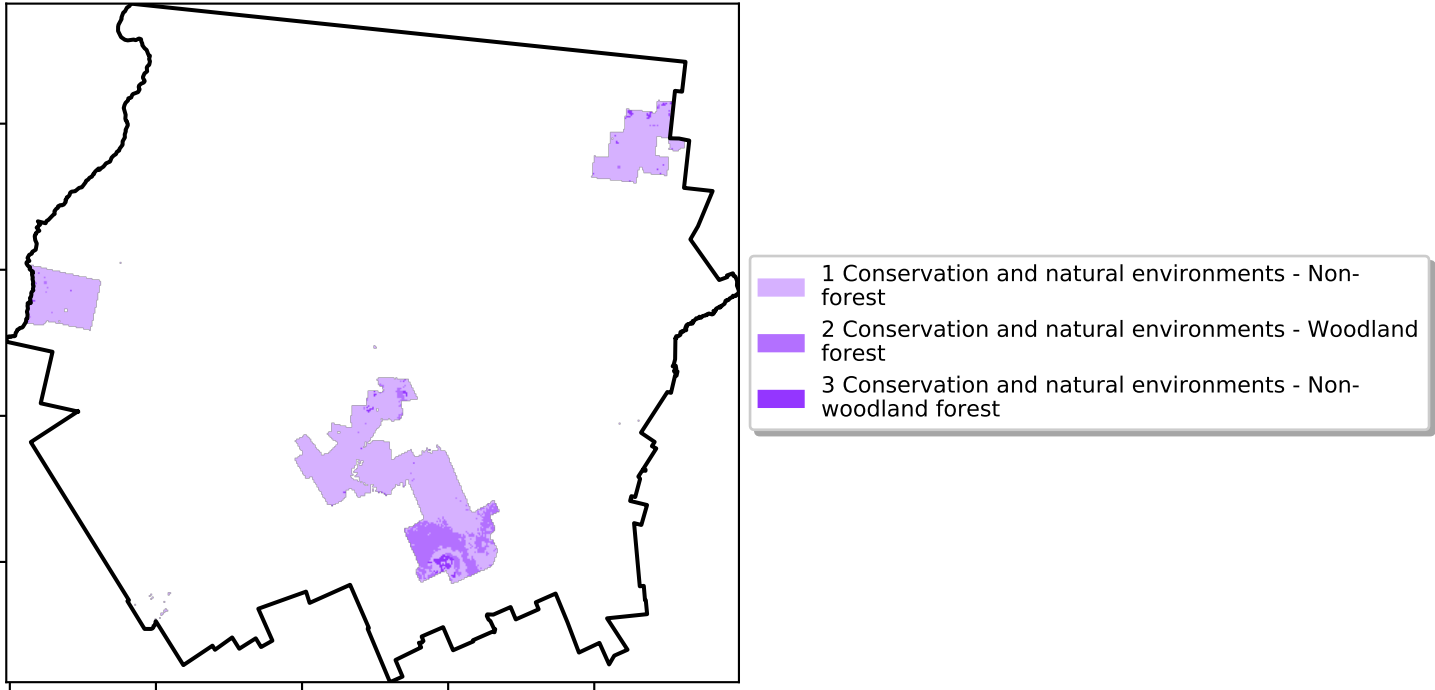 1 Conservation and natural environments - Non-
forest
2 Conservation and natural environments - Woodland
forest
3 Conservation and natural environments - Non-
woodland forest